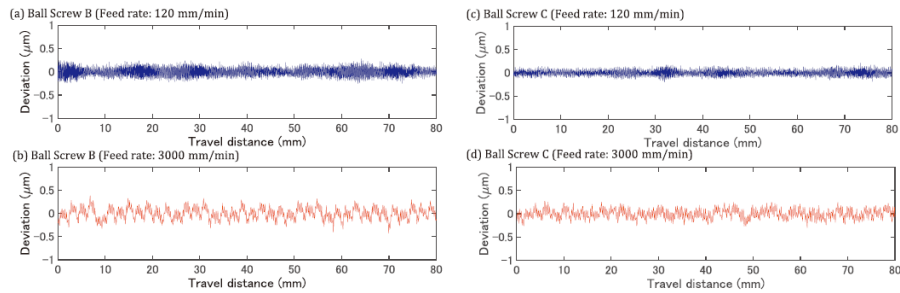 (a) Ball Screw B (Feed rate: 120 mm/min)
Deviation (μm)
1
0.5
0
−0.5
−1
0 10 20 30 40 50 60 70 80
Travel distance (mm)
(b) Ball Screw B (Feed rate: 3000 mm/min)
Deviation (μm)
1
0.5
0
−0.5
−1
0 10 20 30 40 50 60 70 80
Travel distance (mm)
(c) Ball Screw C (Feed rate: 120 mm/min)
Deviation (μm)
1
0.5
0
−0.5
−1
0 10 20 30 40 50 60 70 80
Travel distance (mm)
(d) Ball Screw C (Feed rate: 3000 mm/min)
Deviation (μm)
1
0.5
0
−0.5
−1
0 10 20 30 40 50 60 70 80
Travel distance (mm)